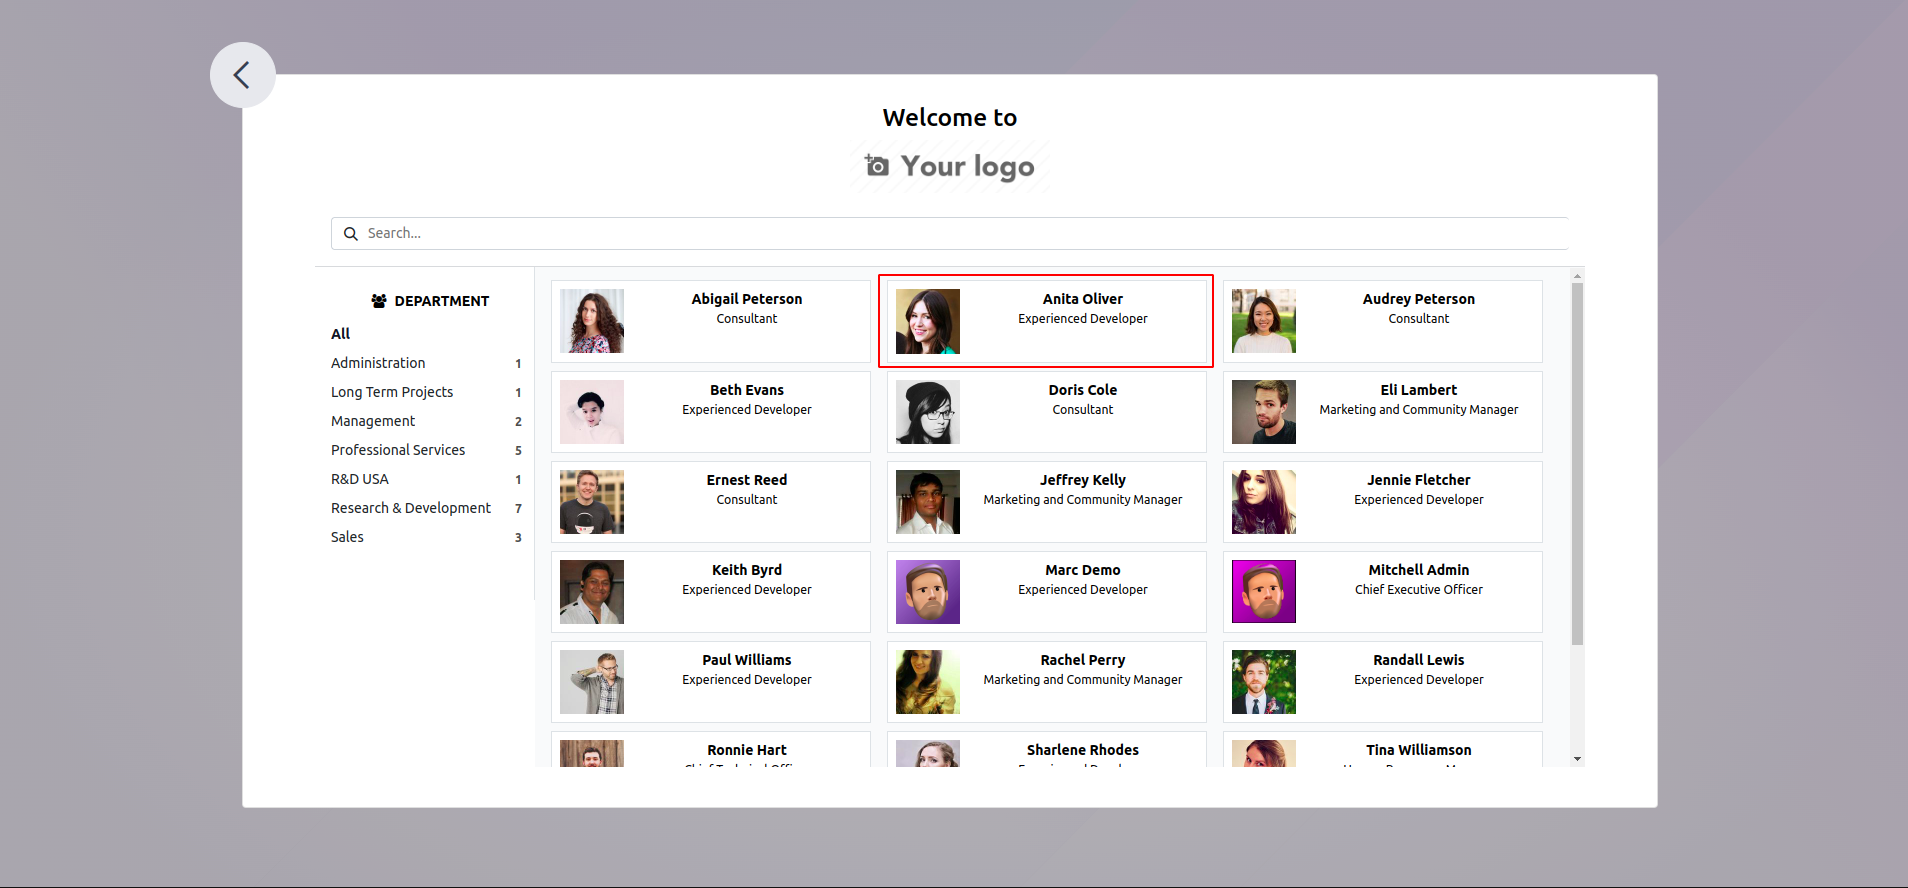 Welcome to
Your logo
Search...
DEPARTMENT
All
Administration 1
Long Term Projects 1
Management 2
Professional Services 5
R&D USA 1
Research & Development 7
Sales 3
Abigail Peterson
Consultant
Anita Oliver
Experienced Developer
Audrey Peterson
Consultant
Beth Evans
Experienced Developer
Doris Cole
Consultant
Eli Lambert
Marketing and Community Manager
Ernest Reed
Consultant
Jeffrey Kelly
Marketing and Community Manager
Jennie Fletcher
Experienced Developer
Keith Byrd
Experienced Developer
Marc Demo
Experienced Developer
Mitchell Admin
Chief Executive Officer
Paul Williams
Experienced Developer
Rachel Perry
Marketing and Community Manager
Randall Lewis
Experienced Developer
Ronnie Hart
Sharlene Rhodes
Tina Williamson